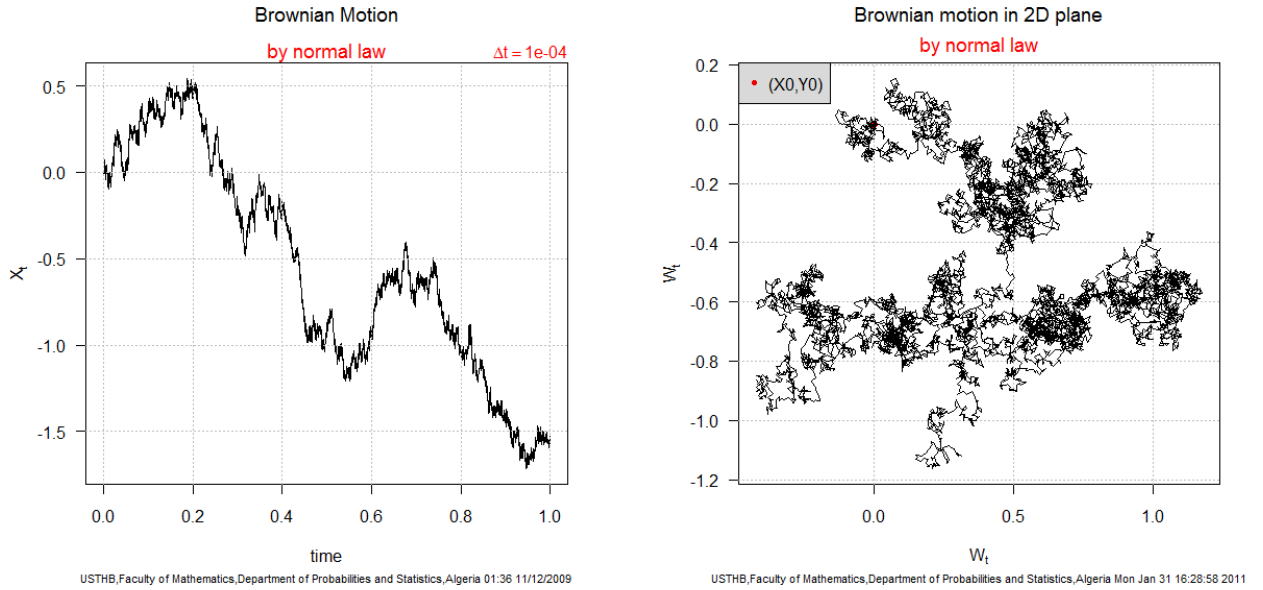 Brownian Motion
by normal law
Δt = 1e-04
0.5
0.0
-0.5
-1.0
-1.5
Xt
0.0 0.2 0.4 0.6 0.8 1.0
time
USTHB,Faculty of Mathematics,Department of Probabilities and Statistics,Algeria 01:36 11/12/2009
Brownian motion in 2D plane
by normal law
(X0,Y0)
0.2
0.0
-0.2
-0.4
-0.6
-0.8
-1.0
-1.2
Wt
0.0 0.5 1.0
Wt
USTHB,Faculty of Mathematics,Department of Probabilities and Statistics,Algeria Mon Jan 31 16:28:58 2011